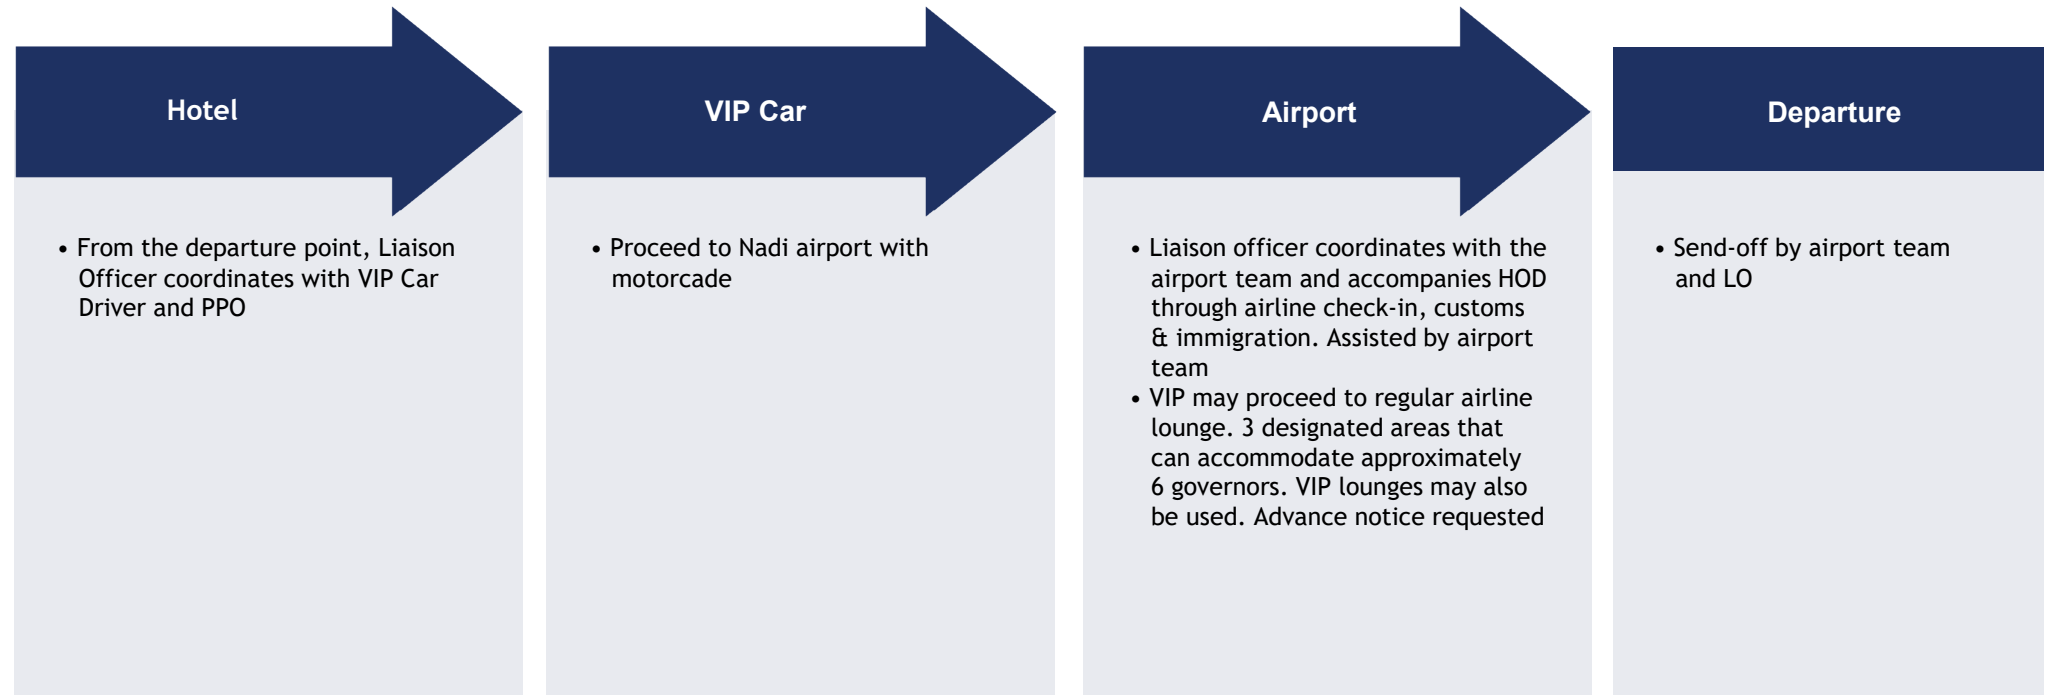 Hotel
• From the departure point, Liaison
Officer coordinates with VIP Car
Driver and PPO
VIP Car
• Proceed to Nadi airport with
motorcade
Airport
• Liaison officer coordinates with the
airport team and accompanies HOD
through airline check-in, customs
& immigration. Assisted by airport
team
• VIP may proceed to regular airline
lounge. 3 designated areas that
can accommodate approximately
6 governors. VIP lounges may also
be used. Advance notice requested
Departure
• Send-off by airport team
and LO